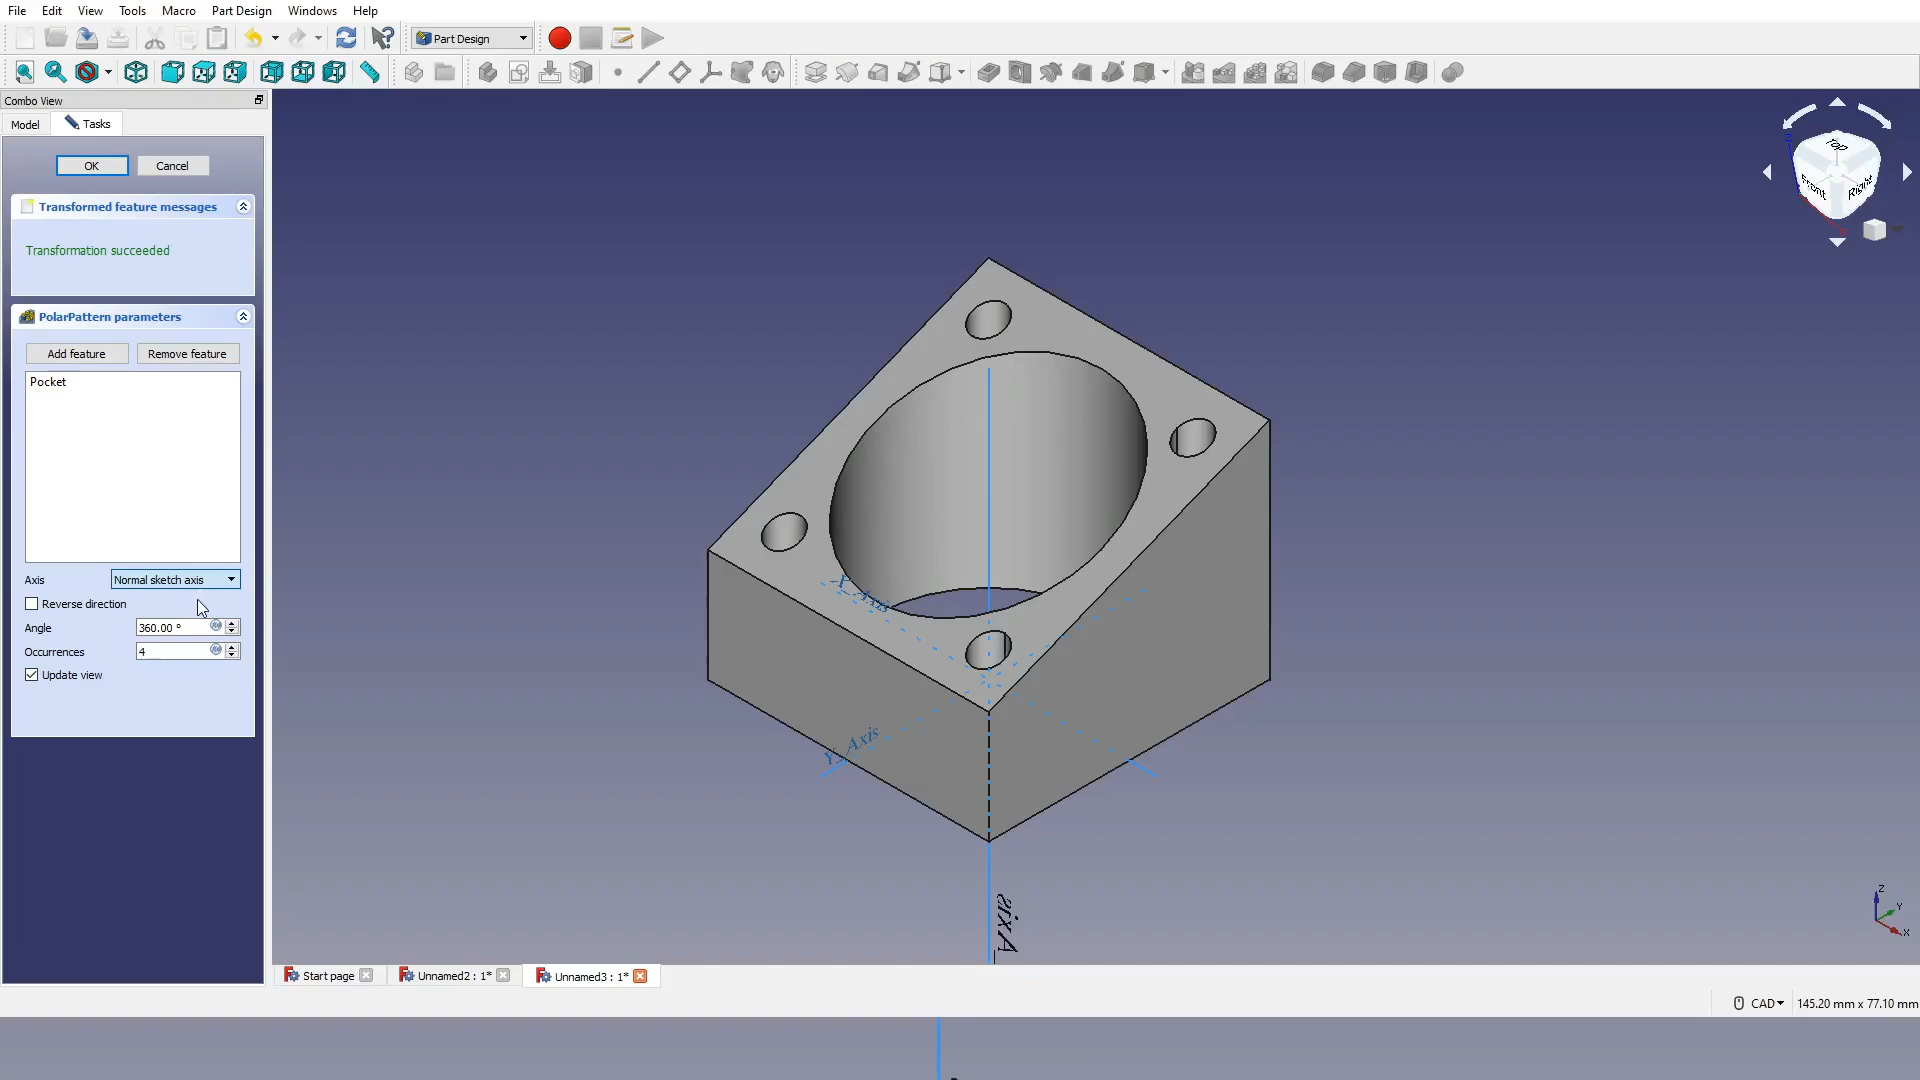 File Edit View Tools Macro Part Design Windows Help
Part Design
Combo View
Model Tasks
OK Cancel
Transformed feature messages
Transformation succeeded
PolarPattern parameters
Add feature Remove feature
Pocket
Axis Normal sketch axis
Reverse direction
Angle 360.00 °
Occurrences 4
Update view
Top
Front Right
Z
X
Y_Axis
Axis
Z
Y
X
Start page Unnamed2 : 1* Unnamed3 : 1*
CAD 145.20 mm x 77.10 mm